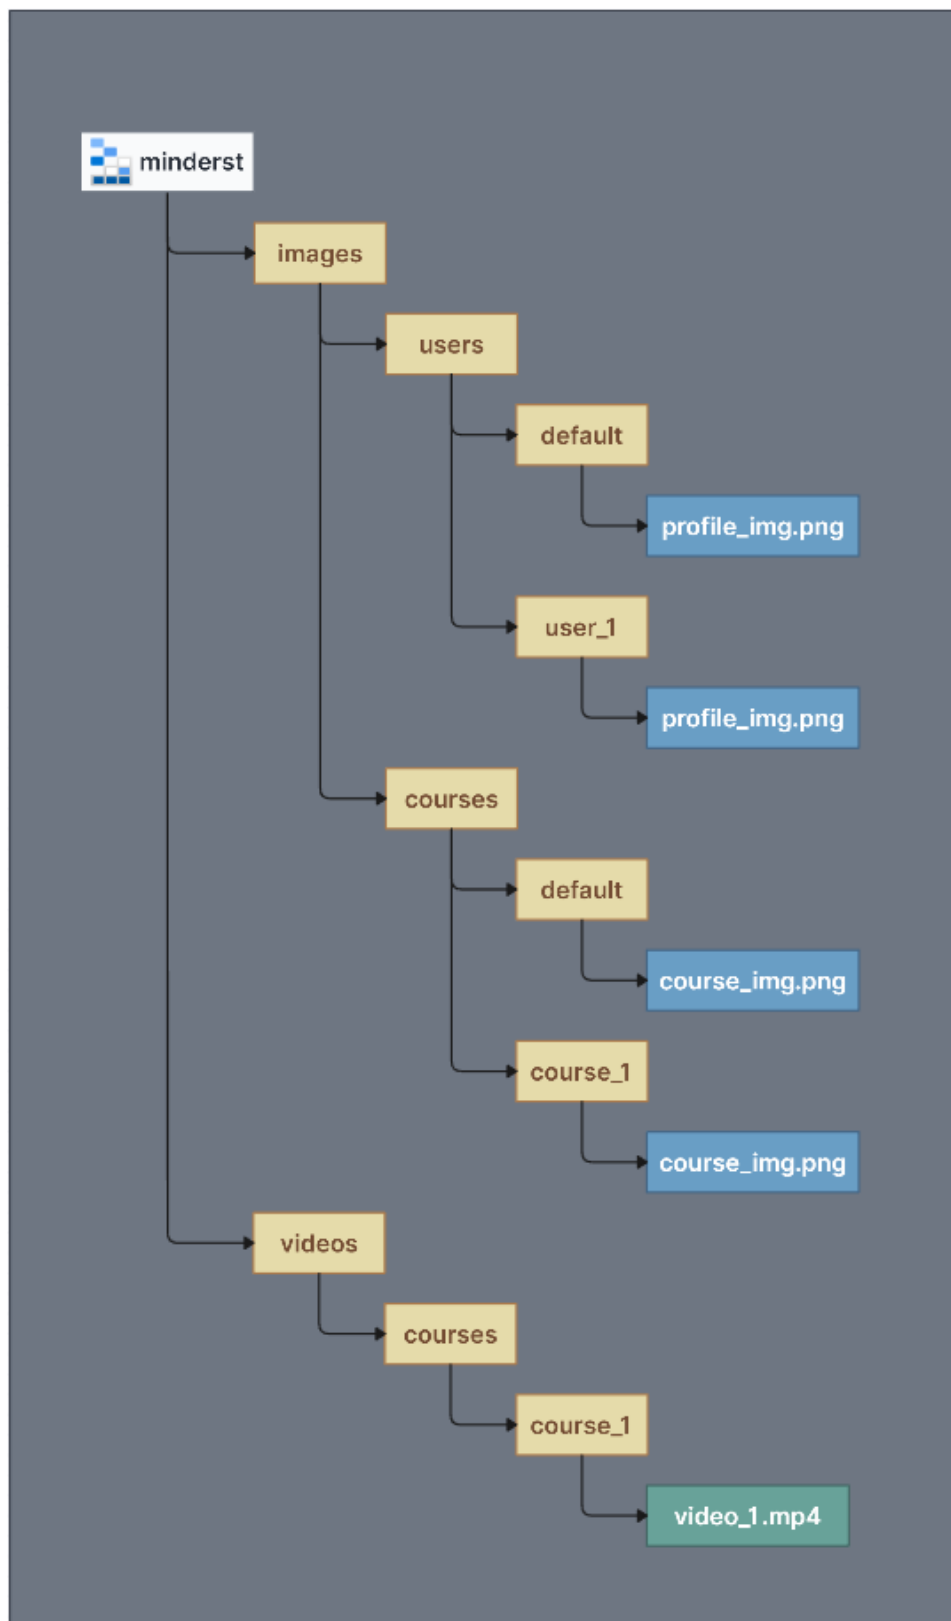 minderst
images
users
default
profile_img.png
user_1
profile_img.png
courses
default
course_img.png
course_1
course_img.png
videos
courses
course_1
video_1.mp4